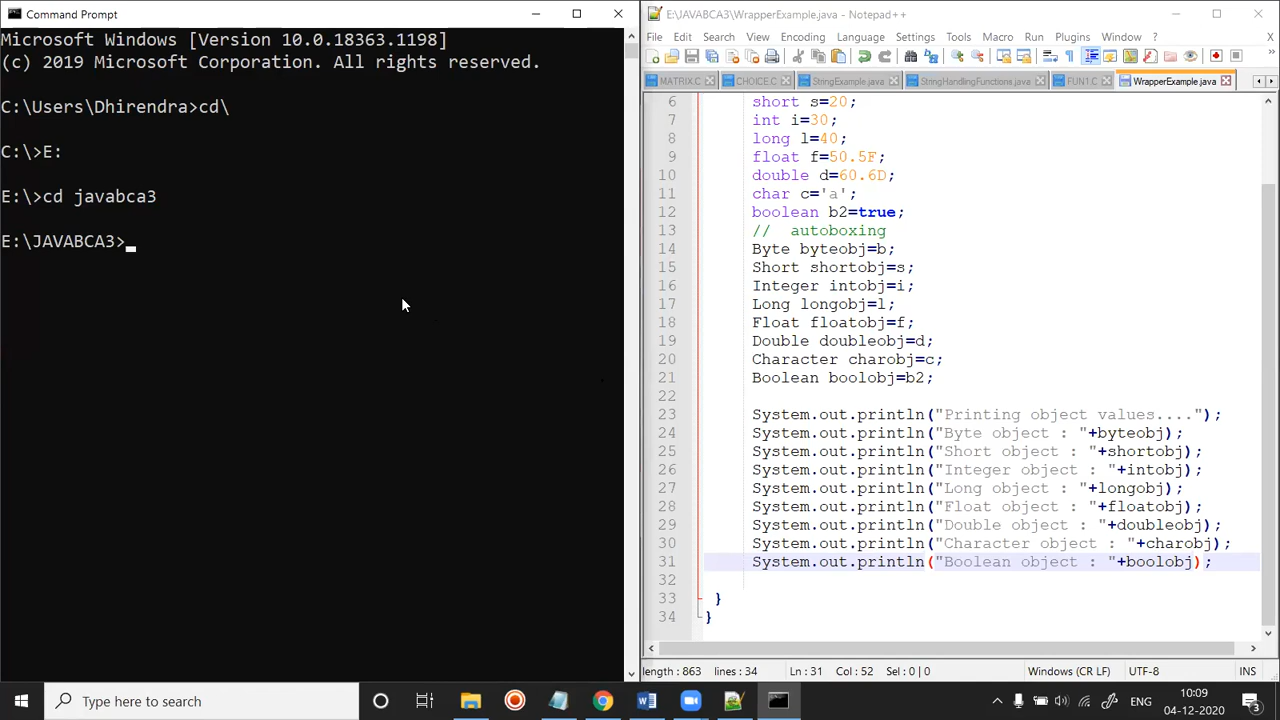 Command Prompt
Microsoft Windows [Version 10.0.18363.1198]
(c) 2019 Microsoft Corporation. All rights reserved.
C:\Users\Dhirendra>cd\
C:\>E:
E:\>cd javabca3
E:\JAVABCA3>
E:\JAVABCA3\WrapperExample.java - Notepad++
File Edit Search View Encoding Language Settings Tools Macro Run Plugins Window ? X
MATRIX.C CHOICE.C StringExample.java StringHandlingFunctions.java FUN1.C WrapperExample.java
6 short s=20;
7 int i=30;
8 long l=40;
9 float f=50.5F;
10 double d=60.6D;
11 char c='a';
12 boolean b2=true;
13 // autoboxing
14 Byte byteobj=b;
15 Short shortobj=s;
16 Integer intobj=i;
17 Long longobj=l;
18 Float floatobj=f;
19 Double doubleobj=d;
20 Character charobj=c;
21 Boolean boolobj=b2;
22
23 System.out.println("Printing object values....");
24 System.out.println("Byte object : "+byteobj);
25 System.out.println("Short object : "+shortobj);
26 System.out.println("Integer object : "+intobj);
27 System.out.println("Long object : "+longobj);
28 System.out.println("Float object : "+floatobj);
29 System.out.println("Double object : "+doubleobj);
30 System.out.println("Character object : "+charobj);
31 System.out.println("Boolean object : "+boolobj);
32
33 }
34 }
length : 863 lines : 34 Ln : 31 Col : 52 Sel : 0 | 0 Windows (CR LF) UTF-8 INS
Type here to search
ENG
10:09
04-12-2020
3